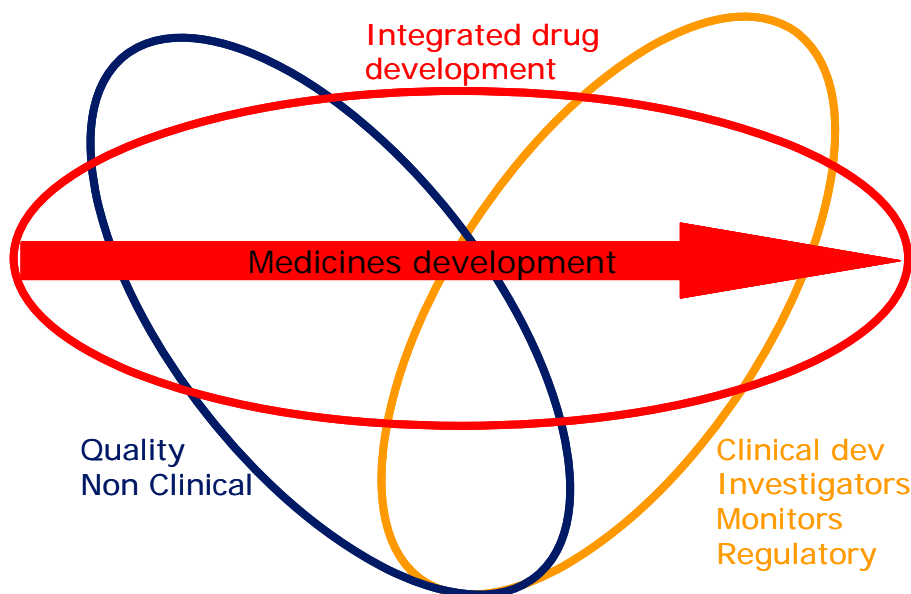 Integrated drug
development
Medicines development
Quality
Non Clinical
Clinical dev
Investigators
Monitors
Regulatory